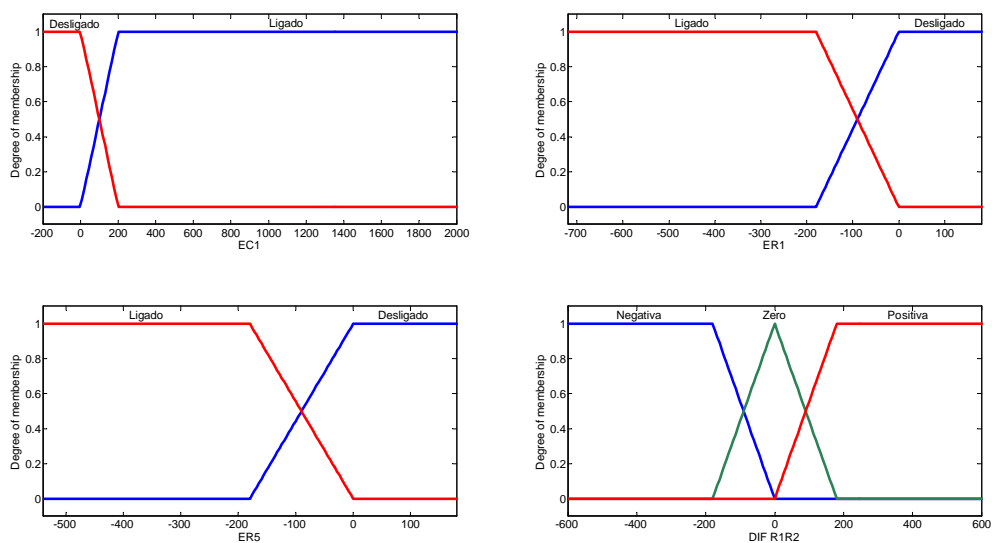 Desligado Ligado
1
0.8
0.6
0.4
0.2
0
Degree of membership
-200 0 200 400 600 800 1000 1200 1400 1600 1800 2000
EC1
Ligado Desligado
1
0.8
0.6
0.4
0.2
0
Degree of membership
-700 -600 -500 -400 -300 -200 -100 0 100
ER1
Ligado Desligado
1
0.8
0.6
0.4
0.2
0
Degree of membership
-500 -400 -300 -200 -100 0 100
ER5
Negativa Zero Positiva
1
0.8
0.6
0.4
0.2
0
Degree of membership
-600 -400 -200 0 200 400 600
DIF R1R2